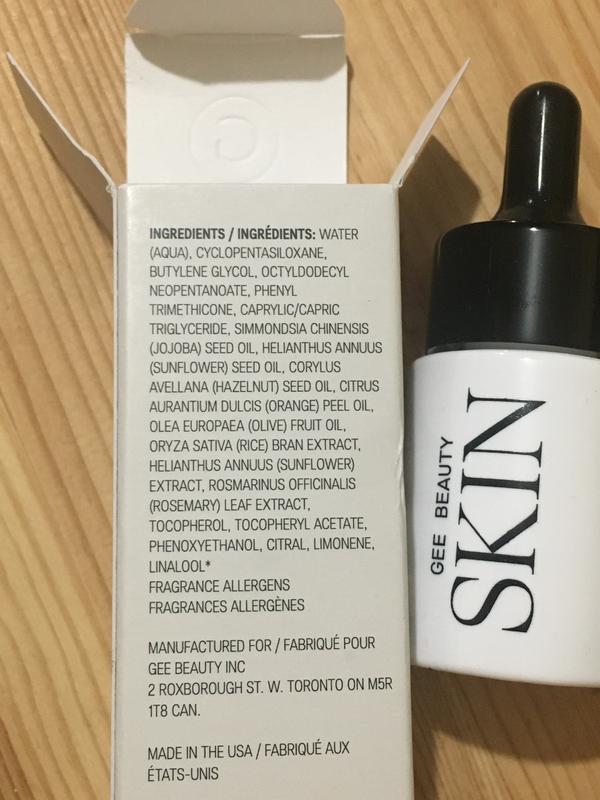 INGREDIENTS / INGRÉDIENTS: WATER
(AQUA), CYCLOPENTASILOXANE,
BUTYLENE GLYCOL, OCTYLDODECYL
NEOPENTANOATE, PHENYL
TRIMETHICONE, CAPRYLIC/CAPRIC
TRIGLYCERIDE, SIMMONDSIA CHINENSIS
(JOJOBA) SEED OIL, HELIANTHUS ANNUUS
(SUNFLOWER) SEED OIL, CORYLUS
AVELLANA (HAZELNUT) SEED OIL, CITRUS
AURANTIUM DULCIS (ORANGE) PEEL OIL,
OLEA EUROPAEA (OLIVE) FRUIT OIL,
ORYZA SATIVA (RICE) BRAN EXTRACT,
HELIANTHUS ANNUUS (SUNFLOWER)
EXTRACT, ROSMARINUS OFFICINALIS
(ROSEMARY) LEAF EXTRACT,
TOCOPHEROL, TOCOPHERYL ACETATE,
PHENOXYETHANOL, CITRAL, LIMONENE,
LINALOOL*
FRAGRANCE ALLERGENS
FRAGRANCES ALLERGÈNES
MANUFACTURED FOR / FABRIQUÉ POUR
GEE BEAUTY INC
2 ROXBOROUGH ST. W. TORONTO ON M5R
1T8 CAN.
MADE IN THE USA / FABRIQUÉ AUX
ÉTATS-UNIS
GEE BEAUTY
SKIN